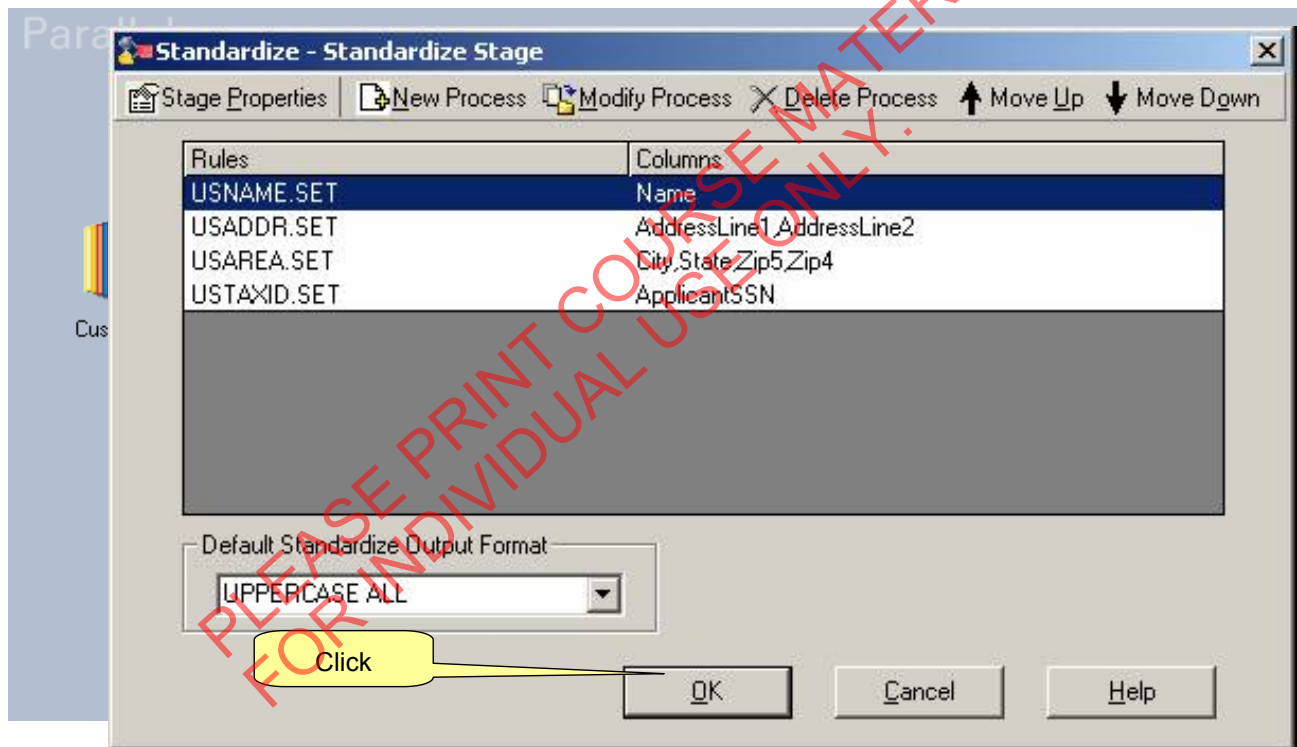 Standardize - Standardize Stage
Stage Properties New Process Modify Process Delete Process Move Up Move Down
Rules Columns
USNAME.SET Name
USADDR.SET AddressLine1,AddressLine2
USAREA.SET City,State,Zip5,Zip4
USTAXID.SET ApplicantSSN
Default Standardize Output Format
UPPERCASE ALL
Click
OK Cancel Help
Cus
PLEASE PRINT COURSE MATER
FOR INDIVIDUAL USE ONLY.